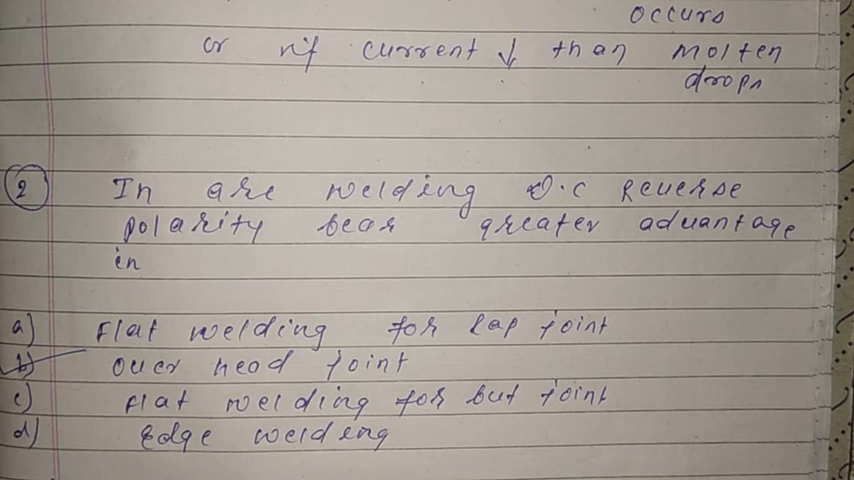 occurs
or if current ↓ than molten
drops
② In arc welding D.C Reverse
polarity bear greater advantage
in
a) Flat welding for lap joint
b) Over head joint
c) Flat welding for but joint
d) Edge welding